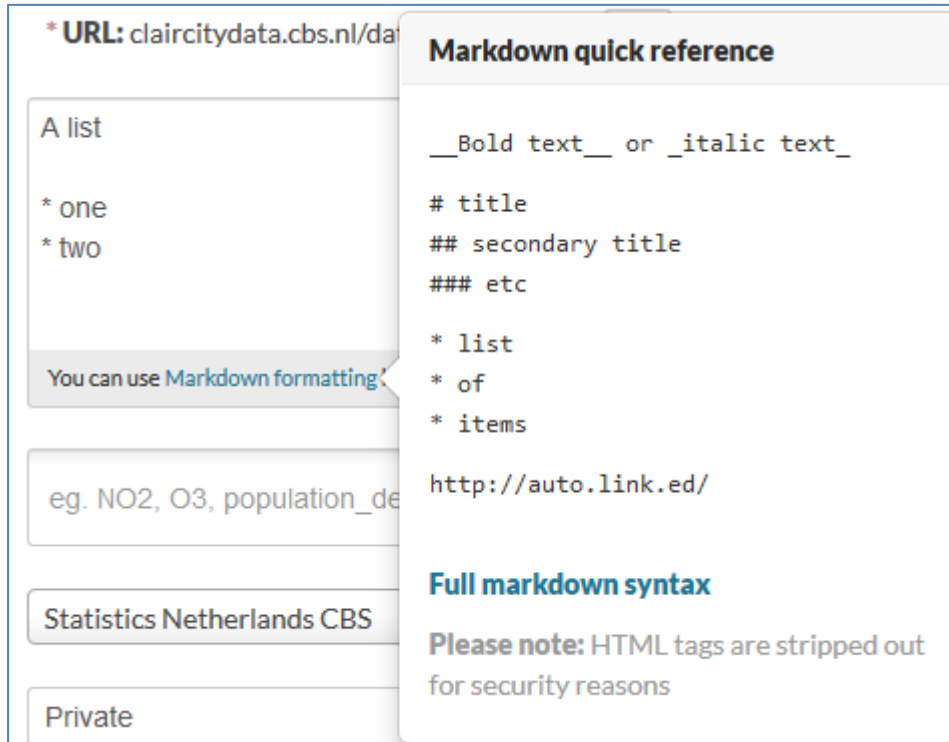 * URL: claircitydata.cbs.nl/da
A list
* one
* two
You can use Markdown formatting
eg. NO2, O3, population_de
Statistics Netherlands CBS
Private
Markdown quick reference
__Bold text__ or _italic text_
# title
## secondary title
### etc
* list
* of
* items
http://auto.link.ed/
Full markdown syntax
Please note: HTML tags are stripped out
for security reasons